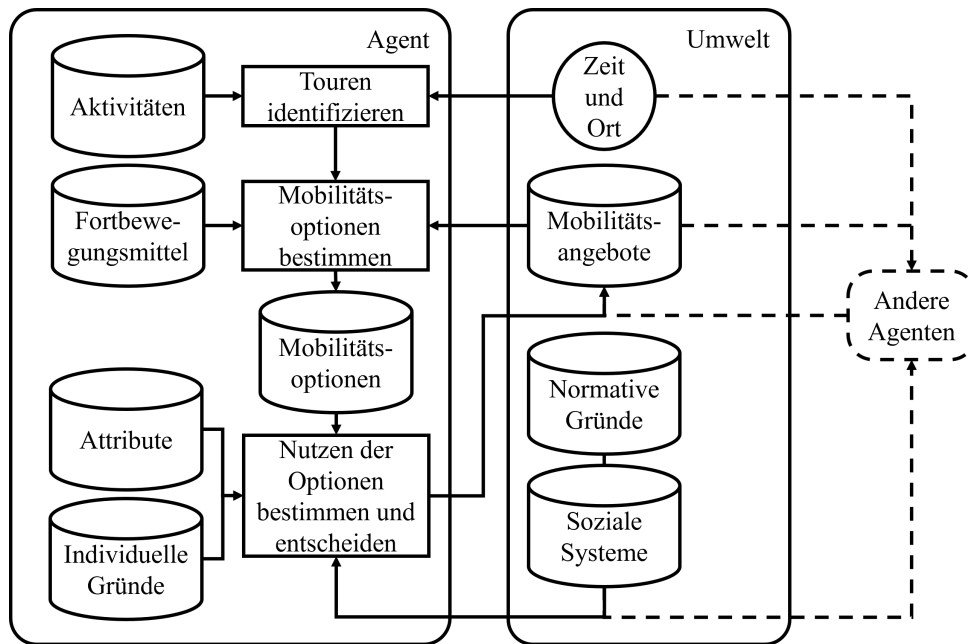 Agent
Umwelt
Aktivitäten
Touren
identifizieren
Zeit
und
Ort
Fortbewe-
gungsmittel
Mobilitäts-
optionen
bestimmen
Mobilitäts-
angebote
Andere
Agenten
Mobilitäts-
optionen
Normative
Gründe
Attribute
Nutzen der
Optionen
bestimmen und
entscheiden
Individuelle
Gründe
Soziale
Systeme